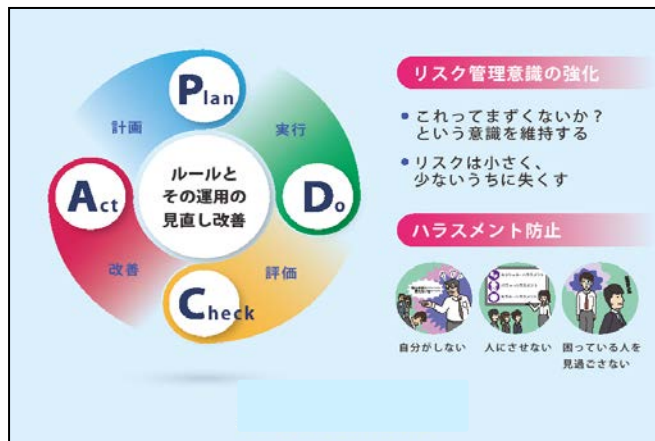 Plan
計画
実行
Act
ルールと
その運用の
見直し改善
Do
改善
評価
Check
リスク管理意識の強化
• これってまずくないか？
という意識を維持する
• リスクは小さく、
少ないうちに失くす
ハラスメント防止
自分がしない
人にさせない
困っている人を
見過ごさない